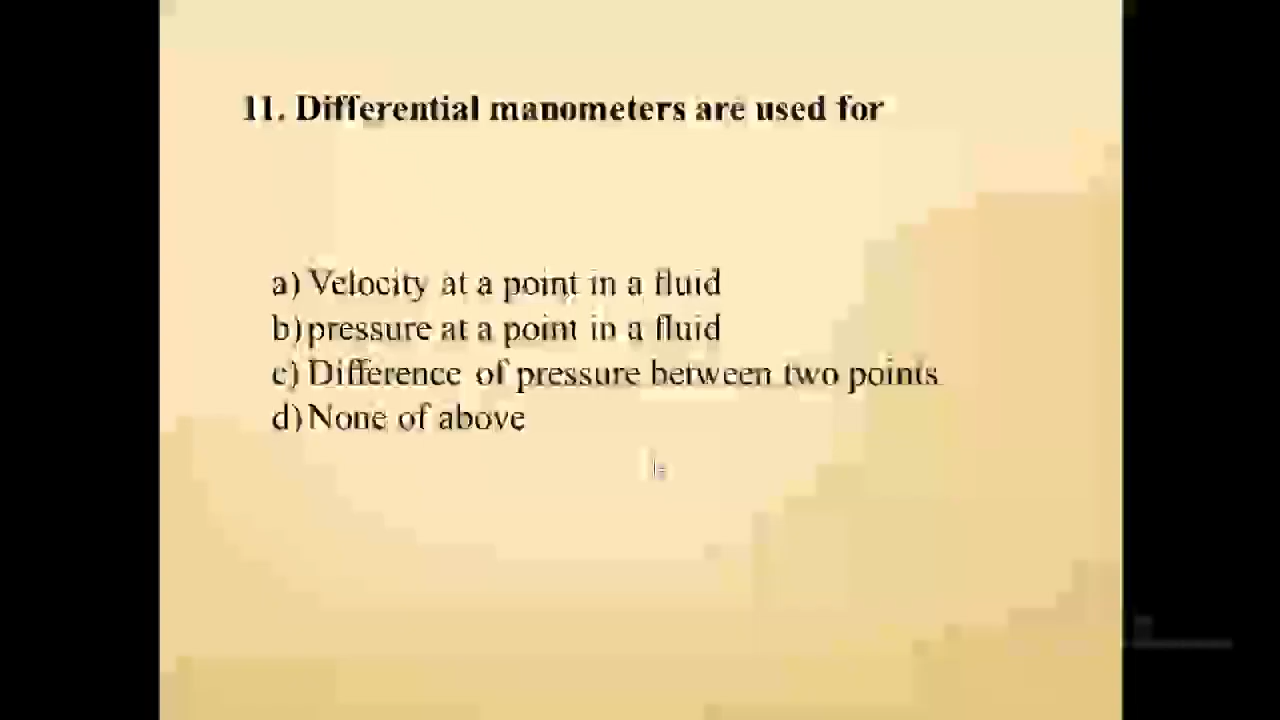 11. Differential manometers are used for
a) Velocity at a point in a fluid
b) pressure at a point in a fluid
c) Difference of pressure between two points
d) None of above